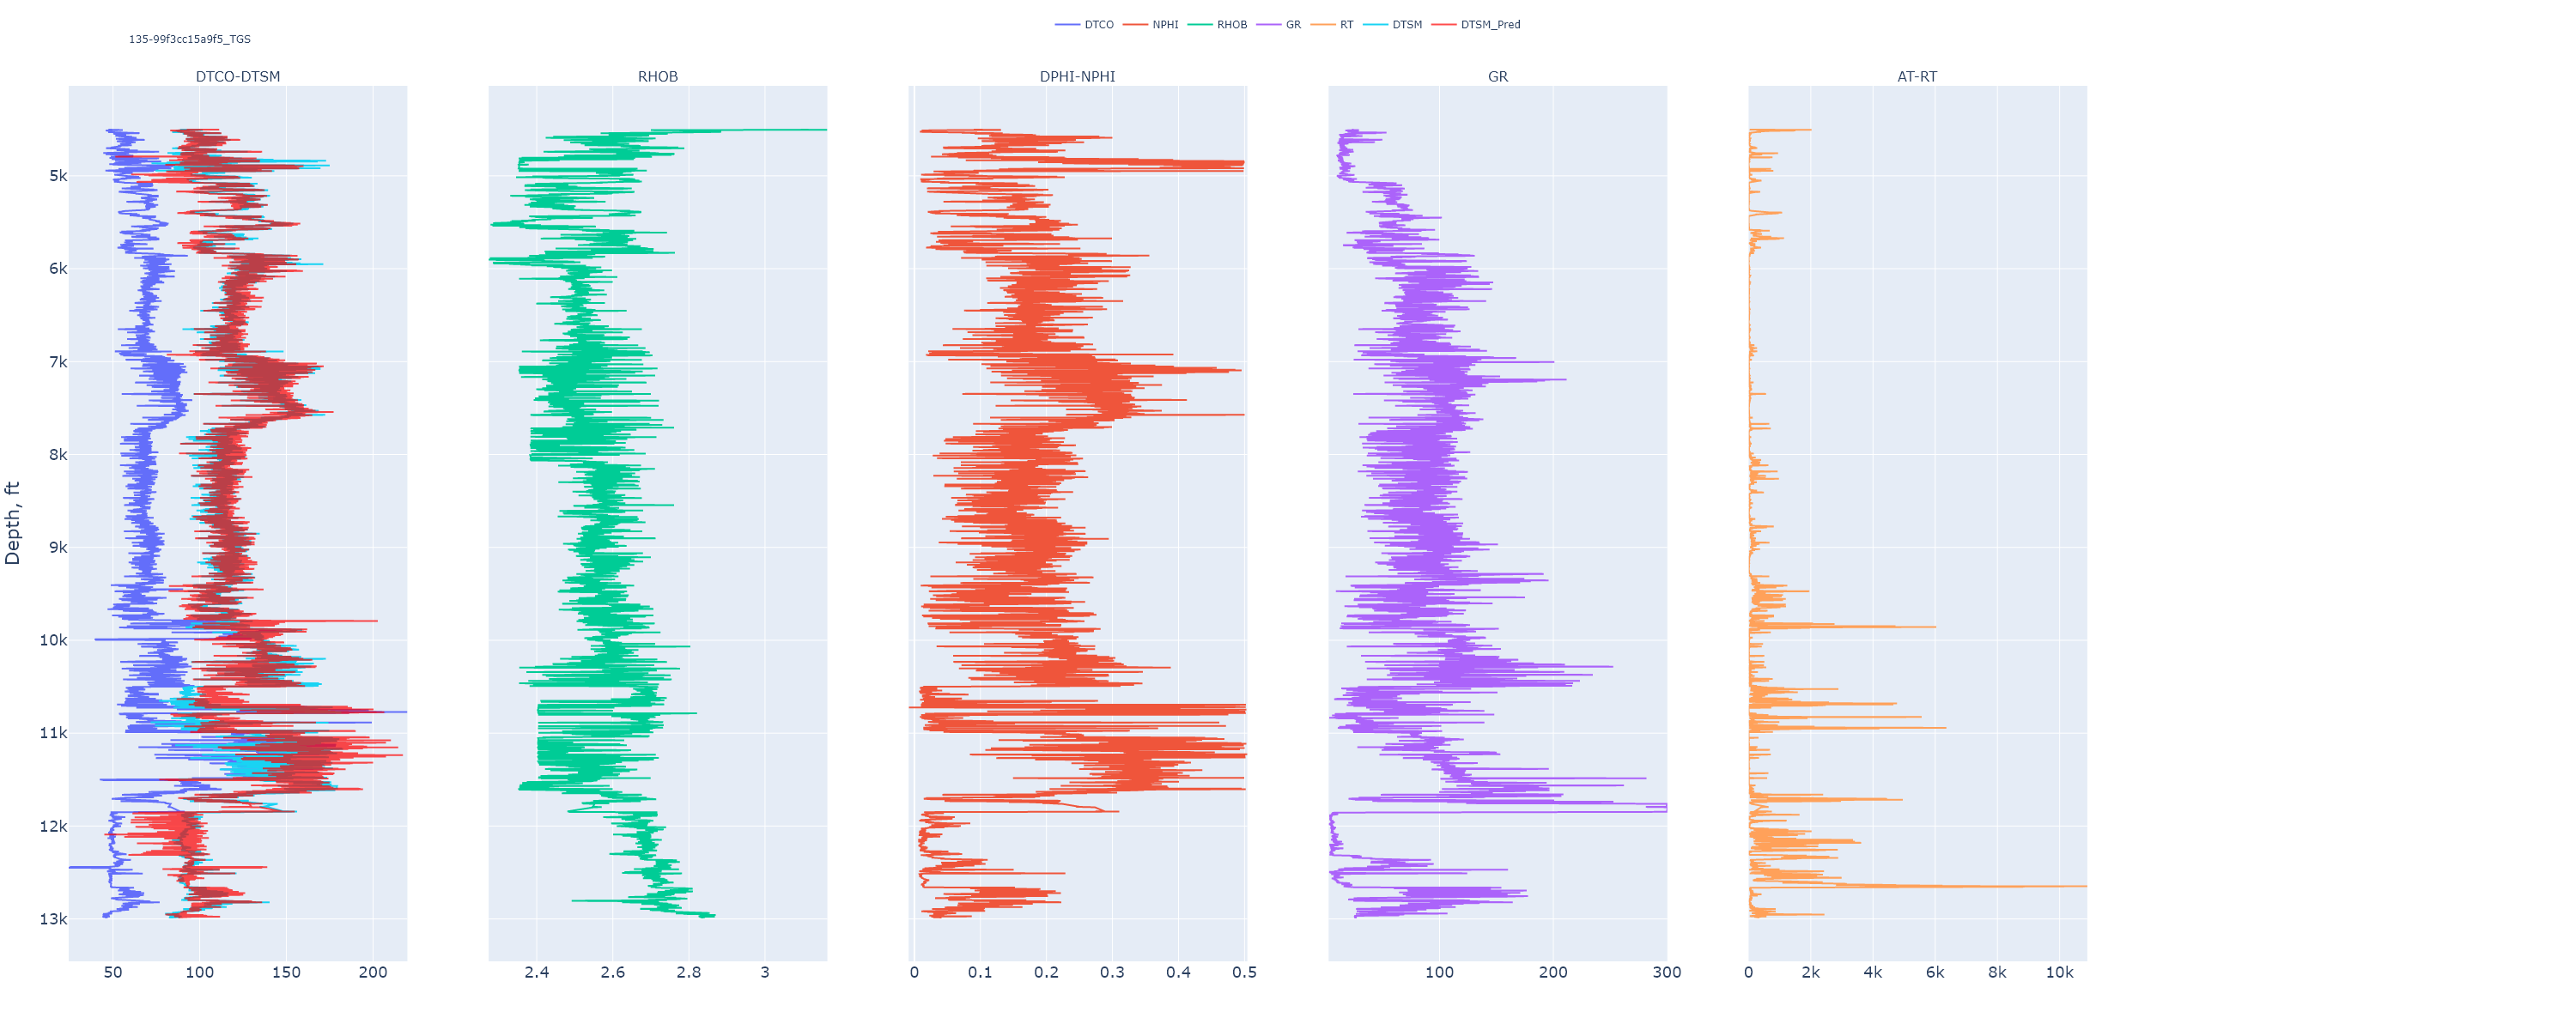 DTCO NPHI RHOB GR RT DTSM DTSM_Pred
135-99f3cc15a9f5_TGS
DTCO-DTSM RHOB DPHI-NPHI GR AT-RT
Depth, ft
5k
6k
7k
8k
9k
10k
11k
12k
13k
50 100 150 200 2.4 2.6 2.8 3 0 0.1 0.2 0.3 0.4 0.5 100 200 300 0 2k 4k 6k 8k 10k